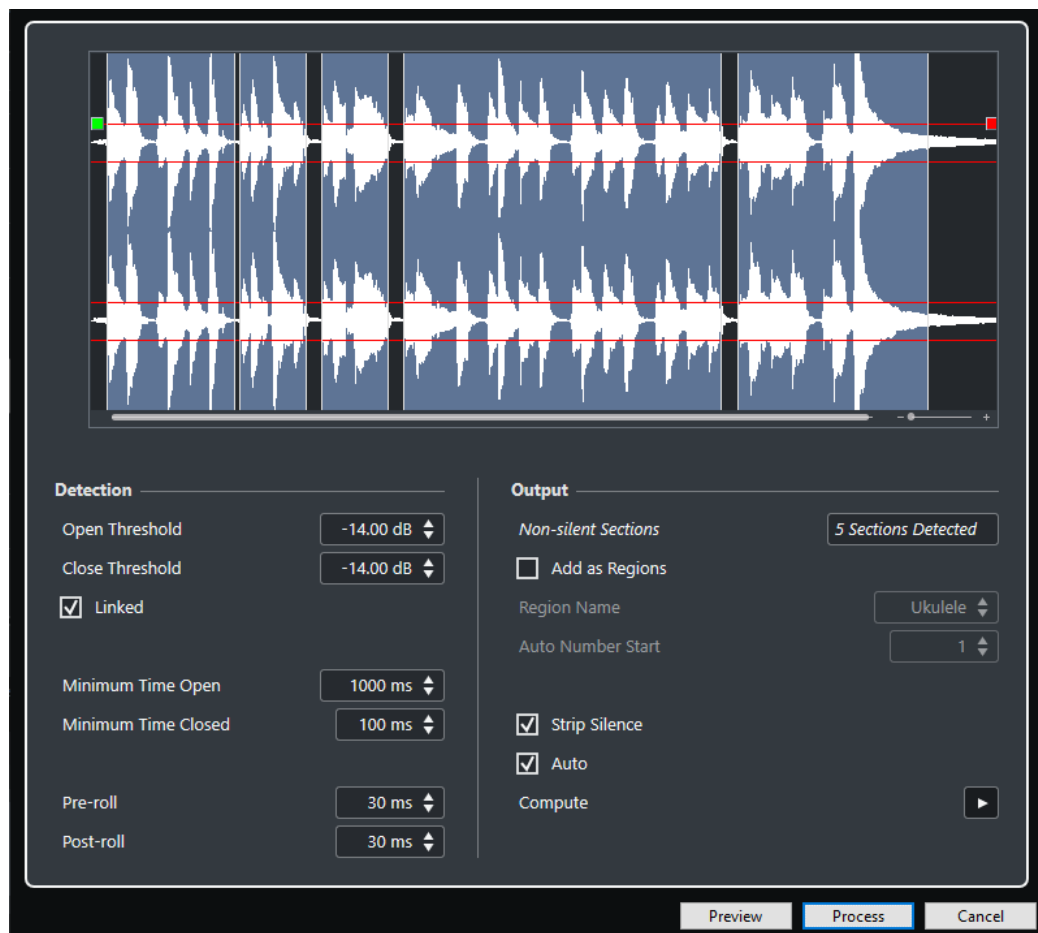 Detection
Open Threshold -14.00 dB
Close Threshold -14.00 dB
Linked
Minimum Time Open 1000 ms
Minimum Time Closed 100 ms
Pre-roll 30 ms
Post-roll 30 ms
Output
Non-silent Sections 5 Sections Detected
Add as Regions
Region Name Ukulele
Auto Number Start 1
Strip Silence
Auto
Compute
Preview Process Cancel